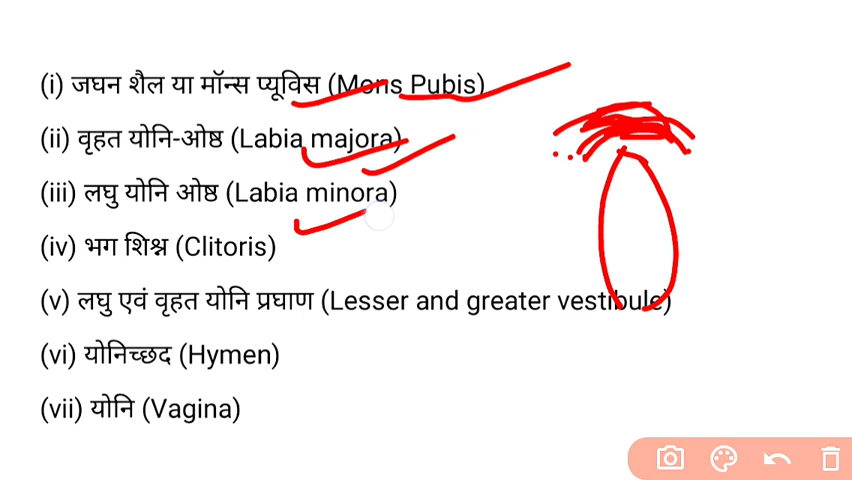 (i) जघन शैल या मॉन्स प्यूविस (Mons Pubis)
(ii) वृहत योनि-ओष्ठ (Labia majora)
(iii) लघु योनि ओष्ठ (Labia minora)
(iv) भग शिश्न (Clitoris)
(v) लघु एवं वृहत योनि प्रघाण (Lesser and greater vestibule)
(vi) योनिच्छद (Hymen)
(vii) योनि (Vagina)